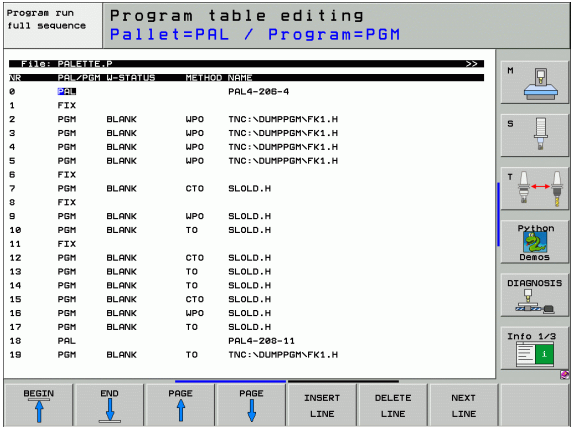 Program run
full sequence
Program table editing
Pallet=PAL / Program=PGM
File: PALETTE.P >>
NR PAL/PGM W-STATUS METHOD NAME
0 PAL PAL4-206-4
1 FIX
2 PGM BLANK WPO TNC:\DUMPPGM\FK1.H
3 PGM BLANK WPO TNC:\DUMPPGM\FK1.H
4 PGM BLANK WPO TNC:\DUMPPGM\FK1.H
5 PGM BLANK WPO TNC:\DUMPPGM\FK1.H
6 FIX
7 PGM BLANK CTO SLOLD.H
8 FIX
9 PGM BLANK WPO SLOLD.H
10 PGM BLANK TO SLOLD.H
11 FIX
12 PGM BLANK CTO SLOLD.H
13 PGM BLANK TO SLOLD.H
14 PGM BLANK TO SLOLD.H
15 PGM BLANK CTO SLOLD.H
16 PGM BLANK WPO SLOLD.H
17 PGM BLANK TO SLOLD.H
18 PAL PAL4-208-11
19 PGM BLANK TO TNC:\DUMPPGM\FK1.H
M
S
T
Python
Demos
DIAGNOSIS
Info 1/3
i
BEGIN
END
PAGE
PAGE
INSERT
LINE
DELETE
LINE
NEXT
LINE